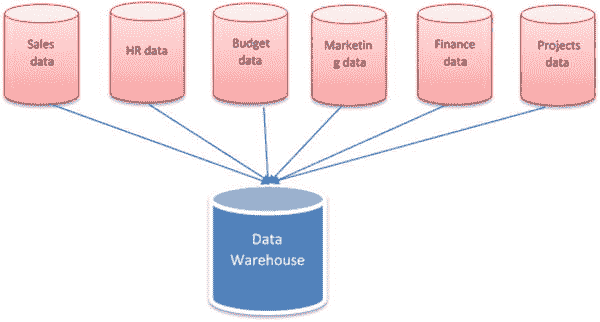 Sales
data
HR data
Budget
data
Marketin
g data
Finance
data
Projects
data
Data
Warehouse